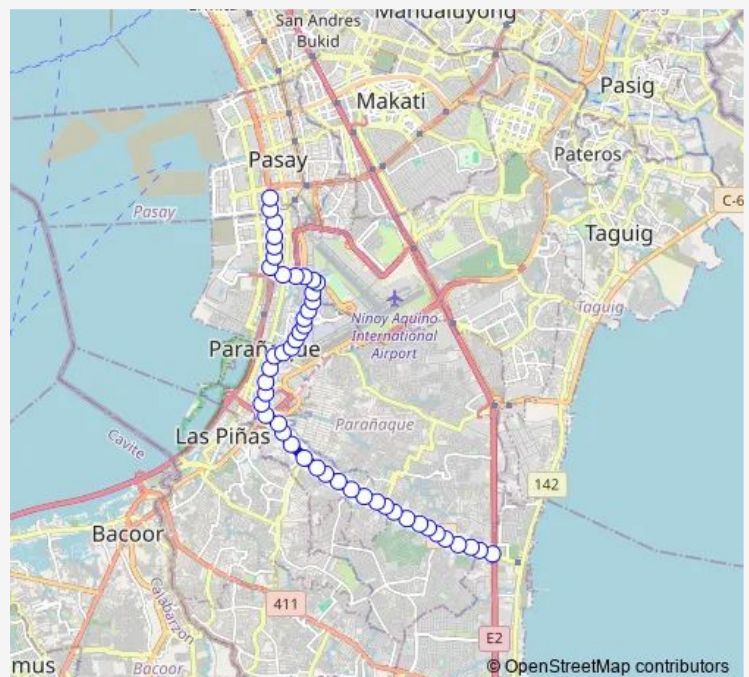 San Andres
Bukid
Mandaluyong
Makati
Pasig
Pasay
Pateros
C-6
Pasay
Taguig
Taguig
Ninoy Aquino
International
Airport
Parañaque
Parañaque
Las Piñas
Cavite
142
Bacoor
Calabarzon
411
E2
mus
Bacoor
© OpenStreetMap contributors